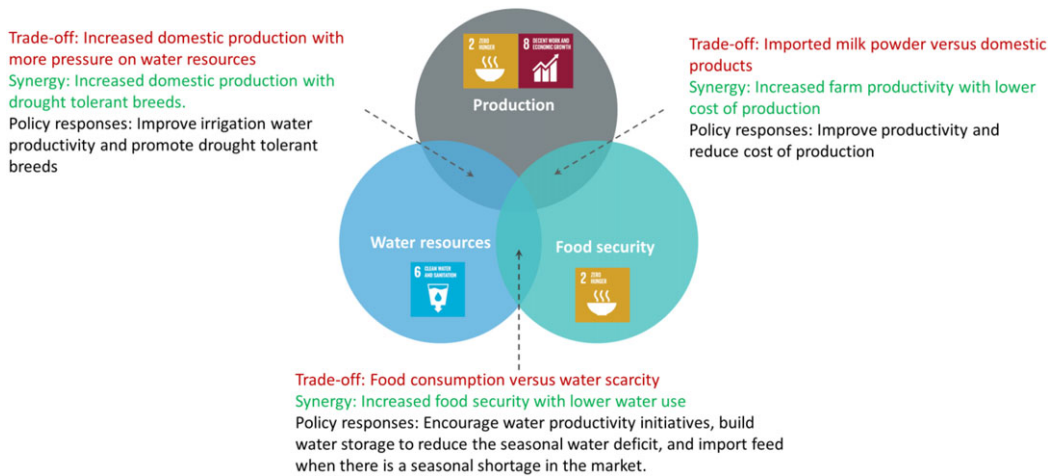 Trade-off: Increased domestic production with
more pressure on water resources
Synergy: Increased domestic production with
drought tolerant breeds.
Policy responses: Improve irrigation water
productivity and promote drought tolerant
breeds
2 ZERO
HUNGER
8 DECENT WORK AND
ECONOMIC GROWTH
Production
Trade-off: Imported milk powder versus domestic
products
Synergy: Increased farm productivity with lower
cost of production
Policy responses: Improve productivity and
reduce cost of production
Water resources
6 CLEAN WATER
AND SANITATION
Food security
2 ZERO
HUNGER
Trade-off: Food consumption versus water scarcity
Synergy: Increased food security with lower water use
Policy responses: Encourage water productivity initiatives, build
water storage to reduce the seasonal water deficit, and import feed
when there is a seasonal shortage in the market.